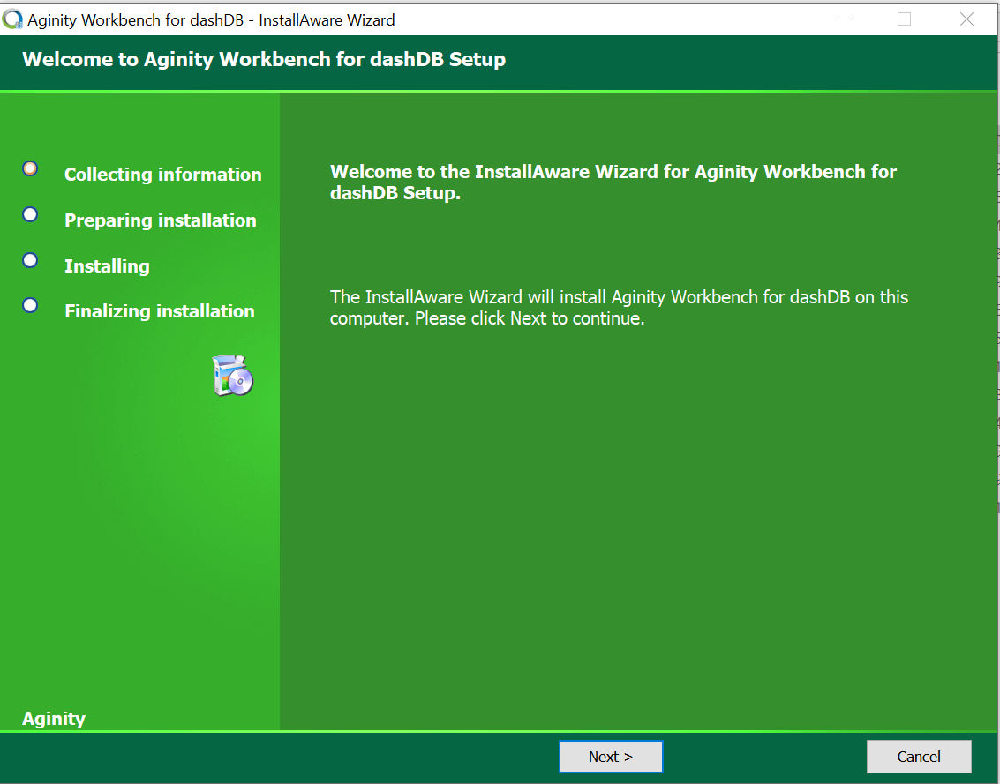 Aginity Workbench for dashDB - InstallAware Wizard
Welcome to Aginity Workbench for dashDB Setup
Collecting information
Preparing installation
Installing
Finalizing installation
Welcome to the InstallAware Wizard for Aginity Workbench for
dashDB Setup.
The InstallAware Wizard will install Aginity Workbench for dashDB on this
computer. Please click Next to continue.
Aginity
Next >
Cancel